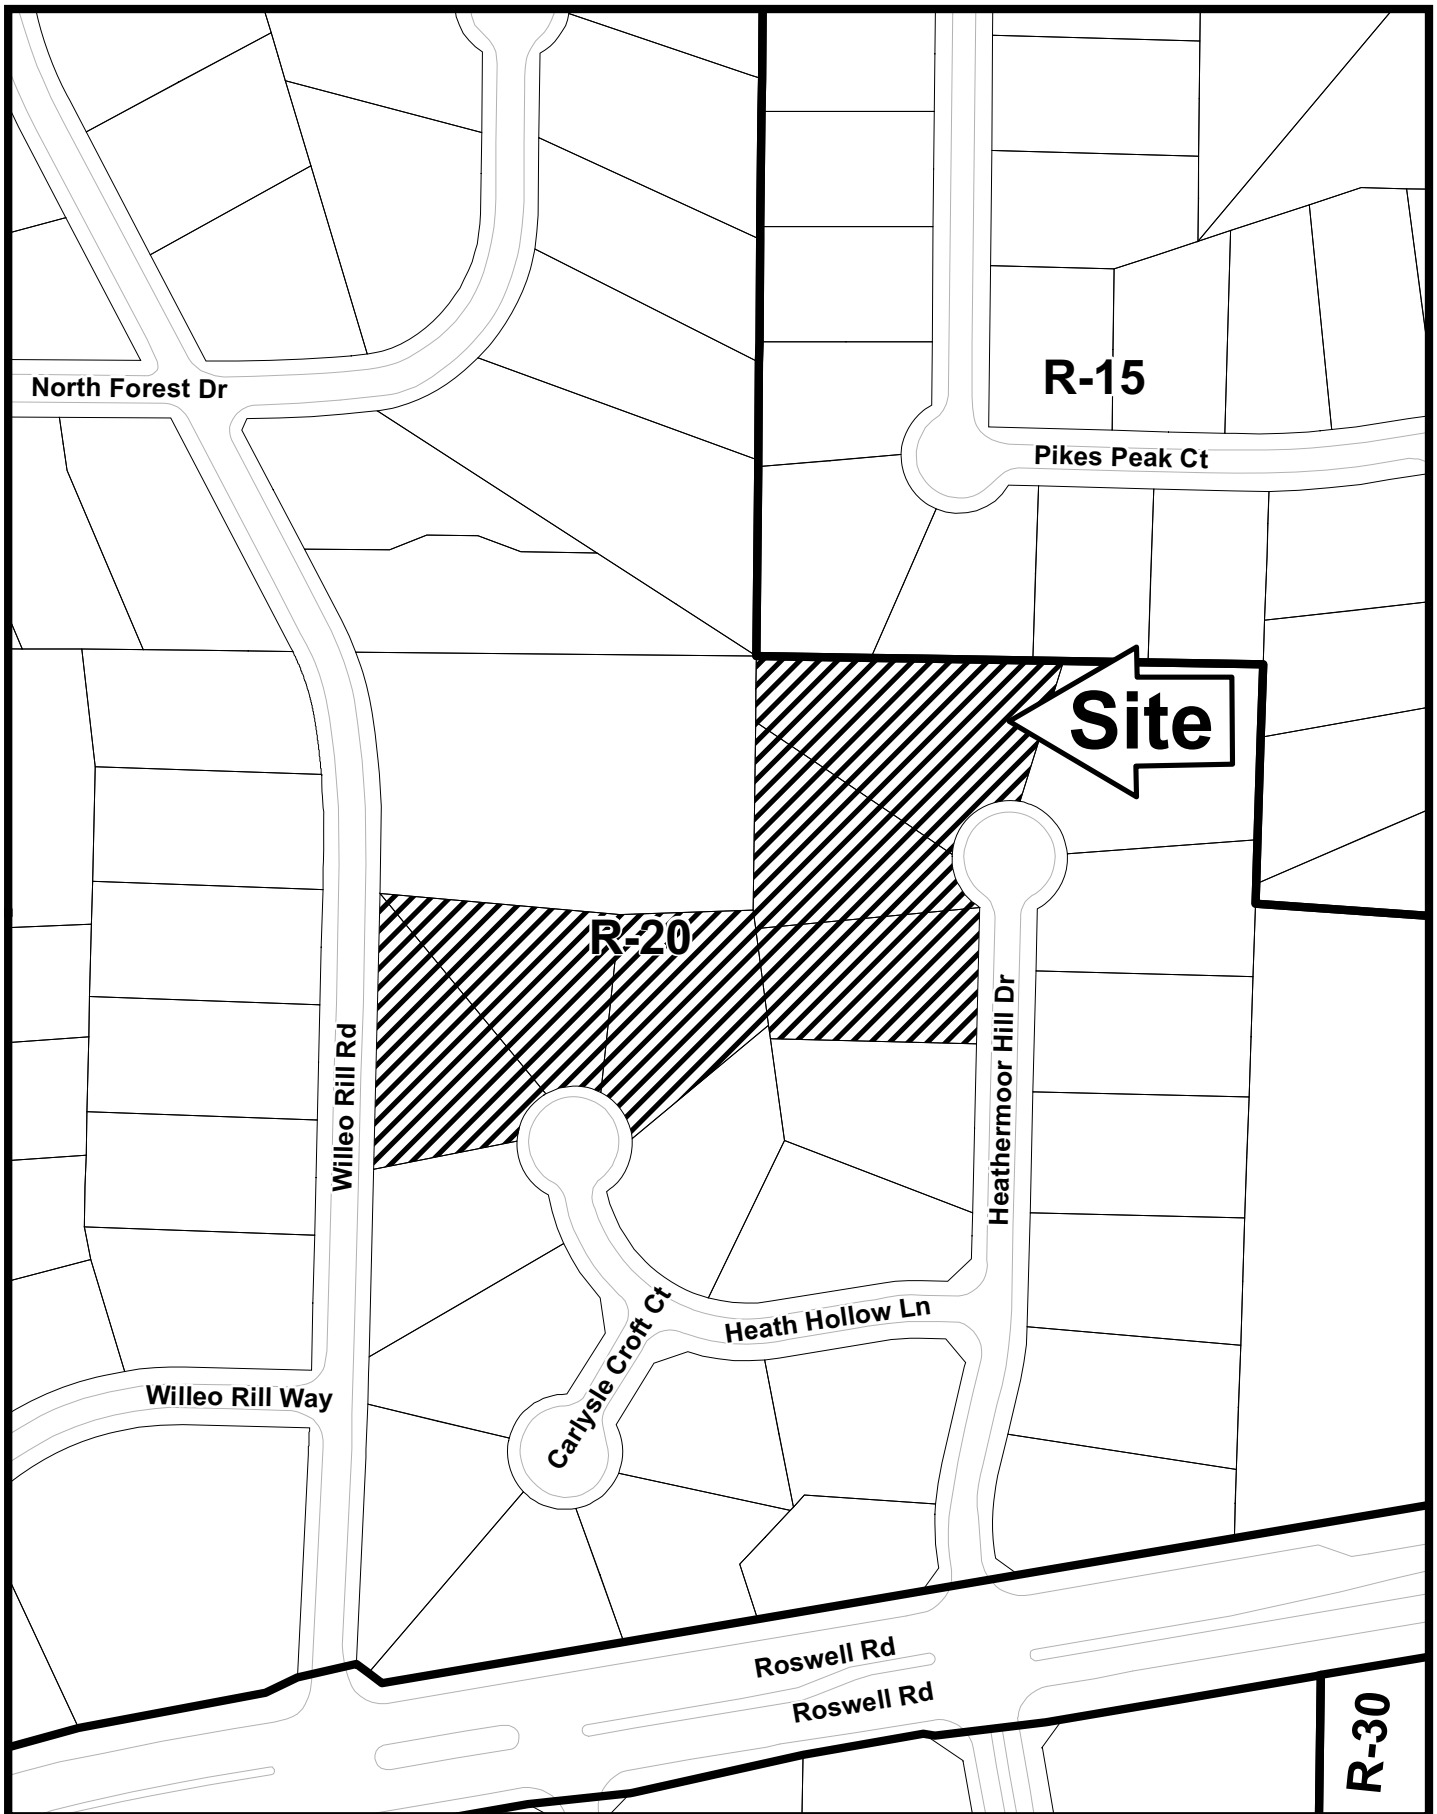 R-15
North Forest Dr
Pikes Peak Ct
Site
R-20
Willeo Rill Rd
Heathermoor Hill Dr
Heath Hollow Ln
Carlysle Croft Ct
Willeo Rill Way
Roswell Rd
Roswell Rd
R-30